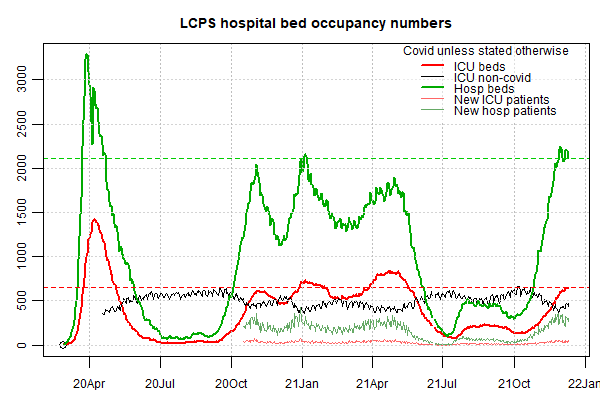 LCPS hospital bed occupancy numbers
Covid unless stated otherwise
ICU beds
ICU non-covid
Hosp beds
New ICU patients
New hosp patients
3000
2500
2000
1500
1000
500
0
20Apr 20Jul 20Oct 21Jan 21Apr 21Jul 21Oct 22Jan